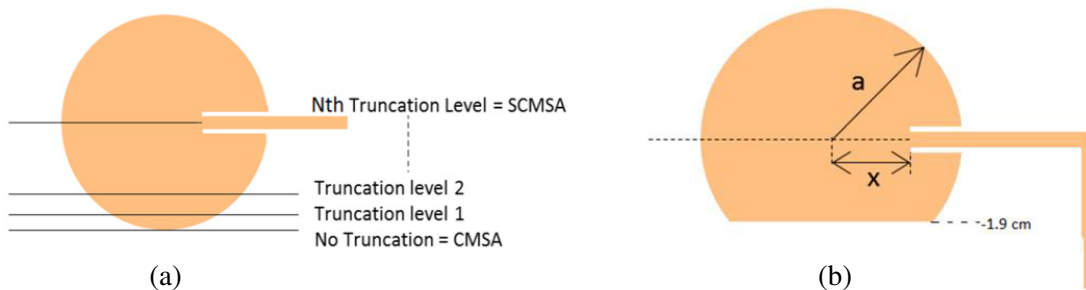 Nth Truncation Level = SCMSA
Truncation level 2
Truncation level 1
No Truncation = CMSA
(a)
a
x
-1.9 cm
(b)